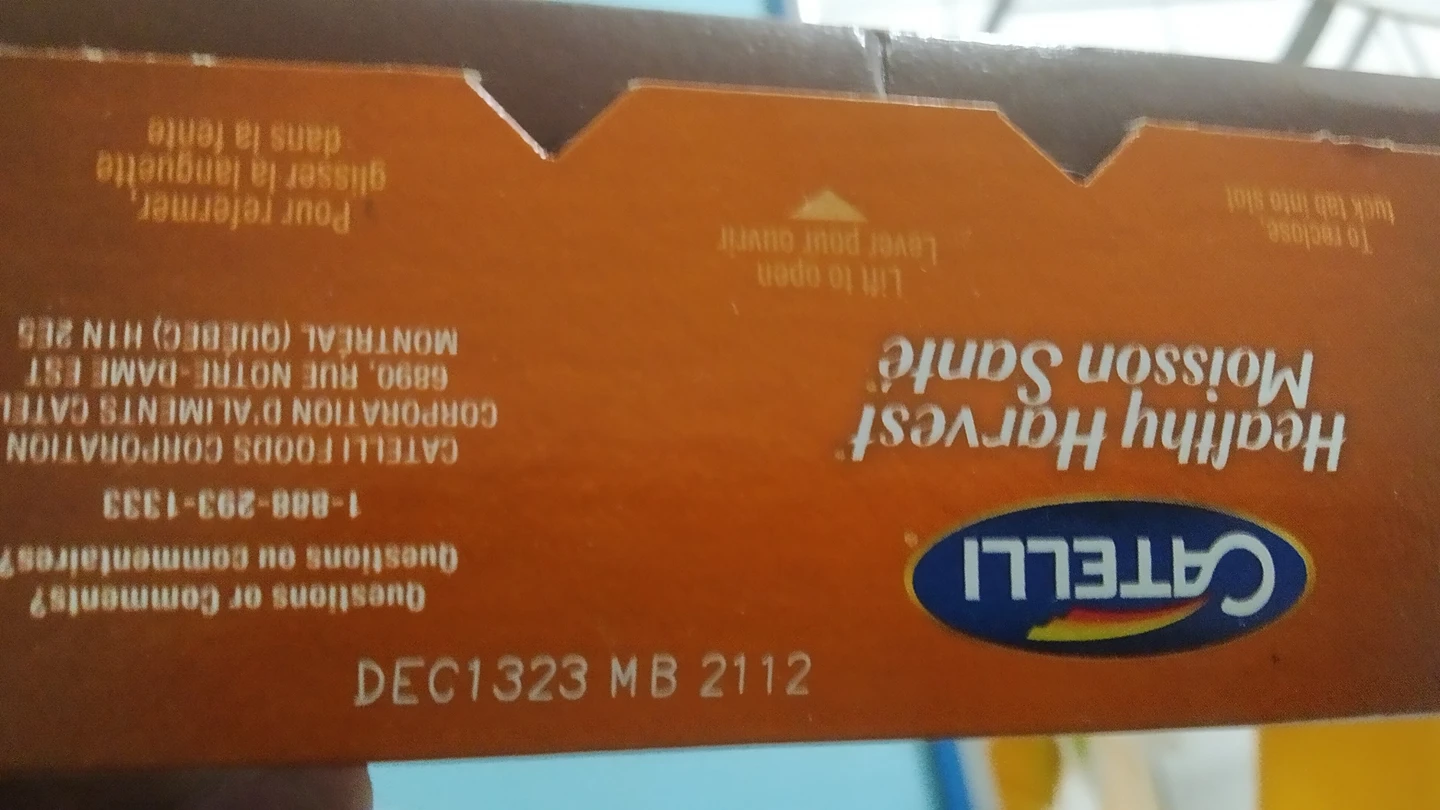 CATELLI
Healthy Harvest
Moisson Santé
Questions or Comments?
Questions ou commentaires?
1-888-293-1333
CATELLI FOODS CORPORATION
CORPORATION D'ALIMENTS
6890, RUE NOTRE-DAME EST
MONTRÉAL (QUÉBEC) H1N 2E5
Lift to open
Lever pour ouvrir
To reclose,
tuck tab into slot
Pour refermer,
glisser la languette
dans la fente
DEC1323 MB 2112